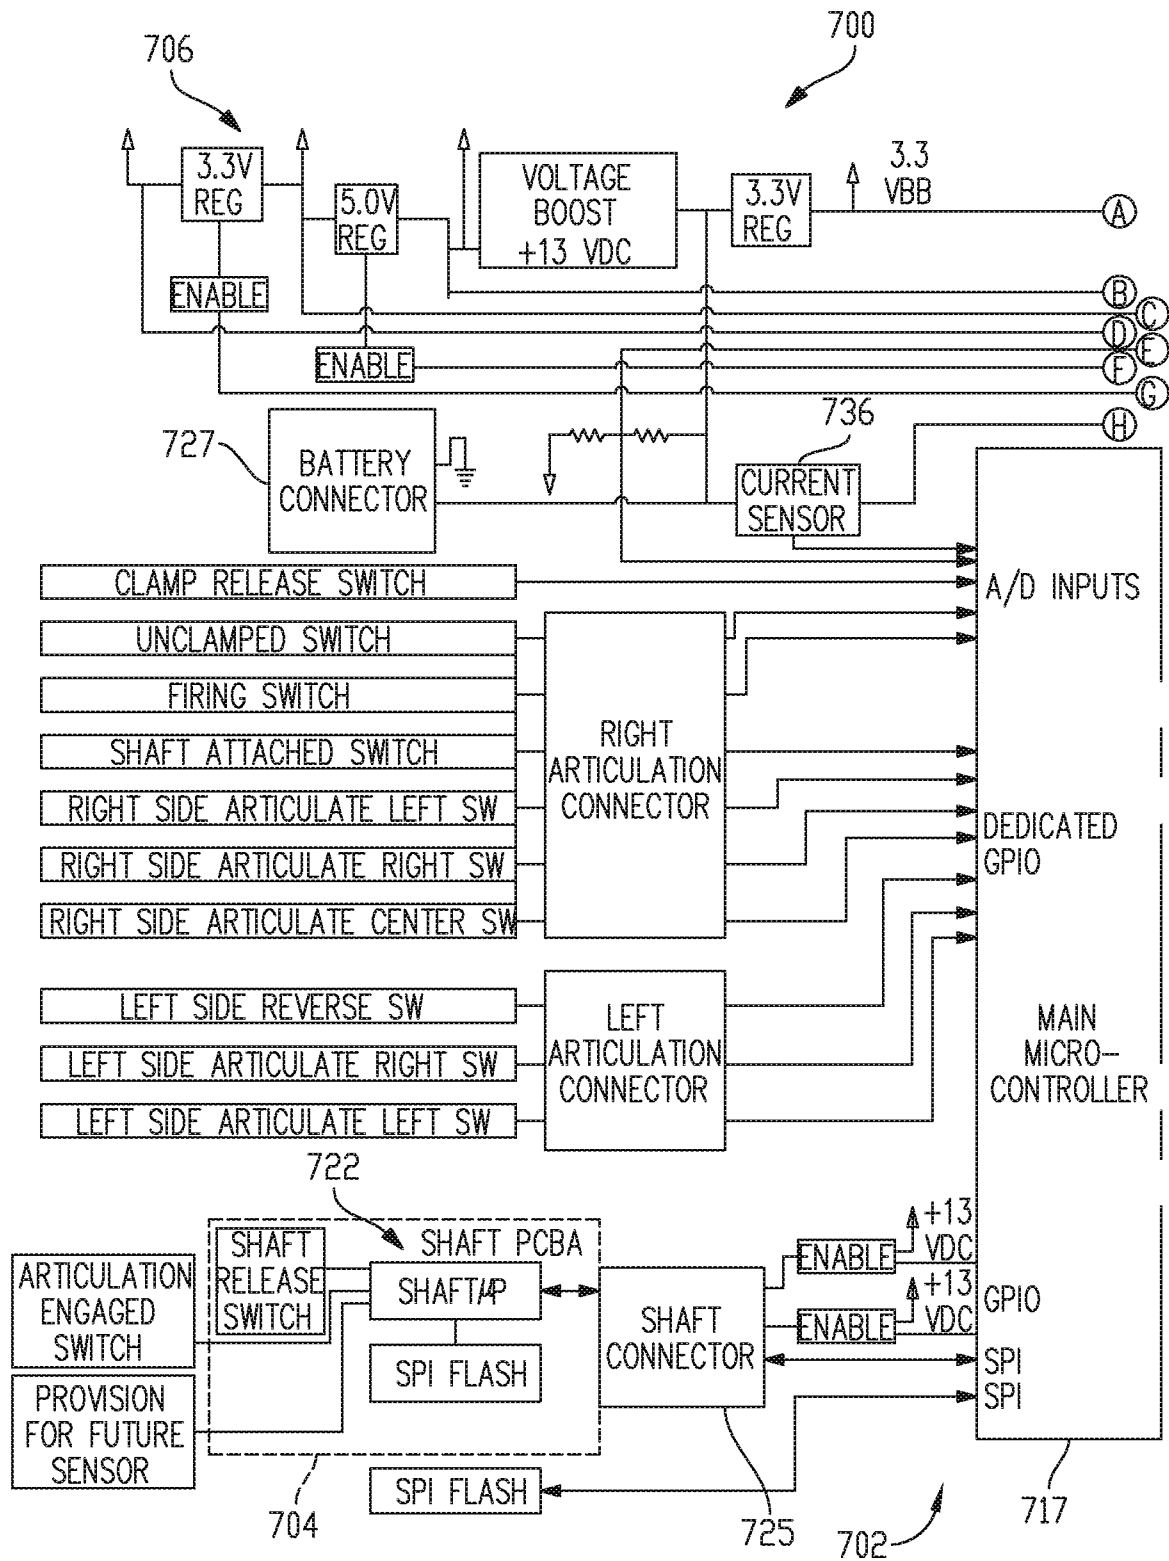 700
706
3.3V
REG
5.0V
REG
VOLTAGE
BOOST
+13 VDC
3.3V
REG
3.3
VBB
A
ENABLE
B
C
D
E
ENABLE
F
G
736
H
727
BATTERY
CONNECTOR
CURRENT
SENSOR
CLAMP RELEASE SWITCH
A/D INPUTS
UNCLAMPED SWITCH
FIRING SWITCH
SHAFT ATTACHED SWITCH
RIGHT
ARTICULATION
CONNECTOR
RIGHT SIDE ARTICULATE LEFT SW
DEDICATED
GPIO
RIGHT SIDE ARTICULATE RIGHT SW
RIGHT SIDE ARTICULATE CENTER SW
LEFT SIDE REVERSE SW
LEFT
ARTICULATION
CONNECTOR
MAIN
MICRO-
CONTROLLER
LEFT SIDE ARTICULATE RIGHT SW
LEFT SIDE ARTICULATE LEFT SW
722
SHAFT
RELEASE
SWITCH
SHAFT PCBA
ENABLE
+13
VDC
ARTICULATION
ENGAGED
SWITCH
SHAFT/μP
SHAFT
CONNECTOR
ENABLE
+13
VDC
GPIO
SPI FLASH
SPI
SPI
PROVISION
FOR FUTURE
SENSOR
SPI FLASH
704
725
702
717